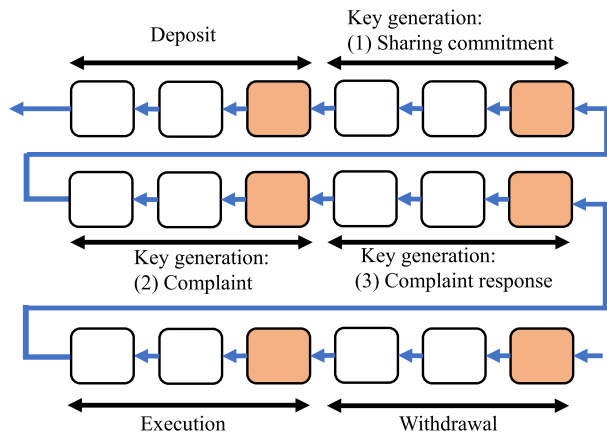 Deposit
Key generation:
(1) Sharing commitment
Key generation:
(2) Complaint
Key generation:
(3) Complaint response
Execution
Withdrawal